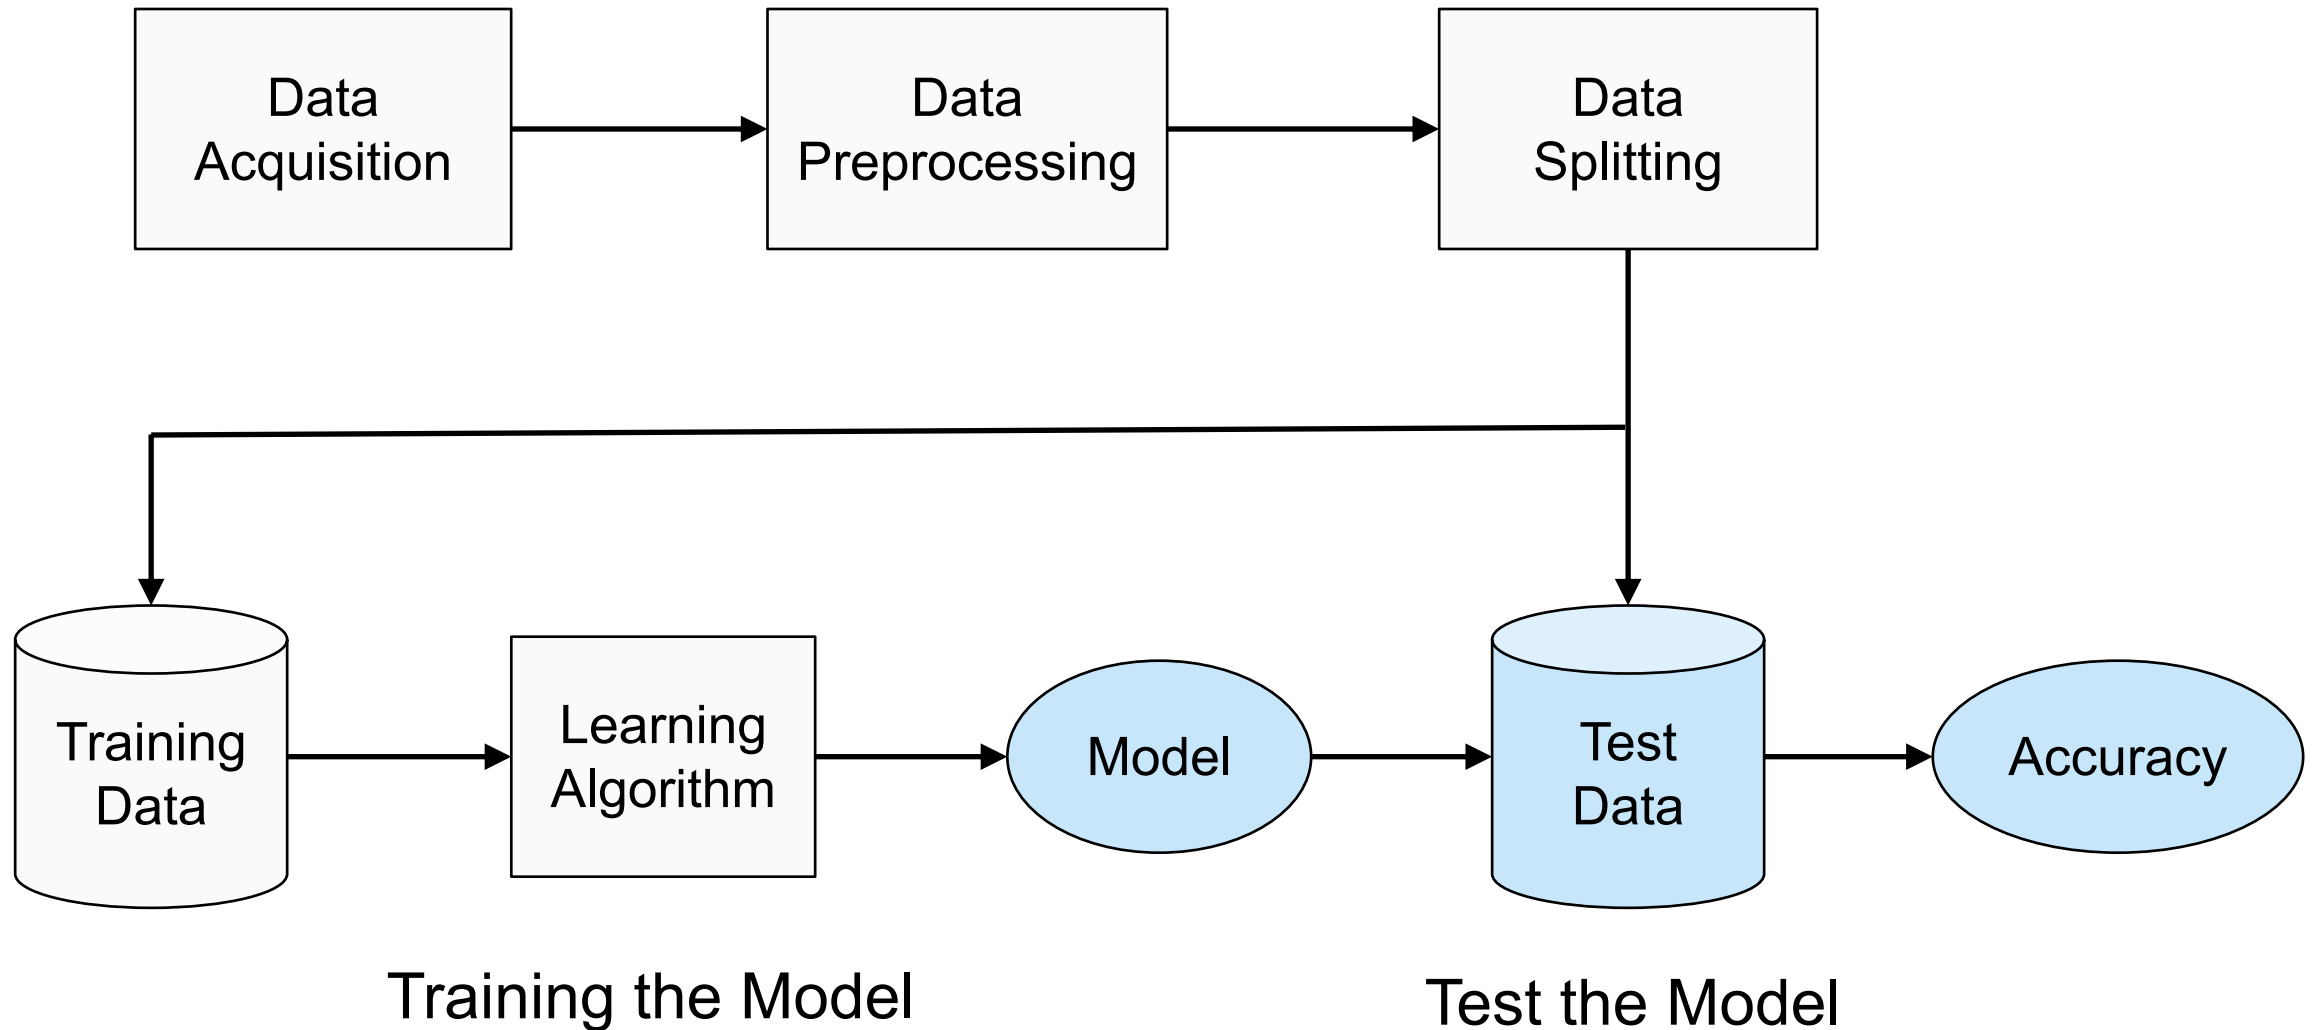 Data
Acquisition
Data
Preprocessing
Data
Splitting
Training
Data
Learning
Algorithm
Model
Test
Data
Accuracy
Training the Model
Test the Model